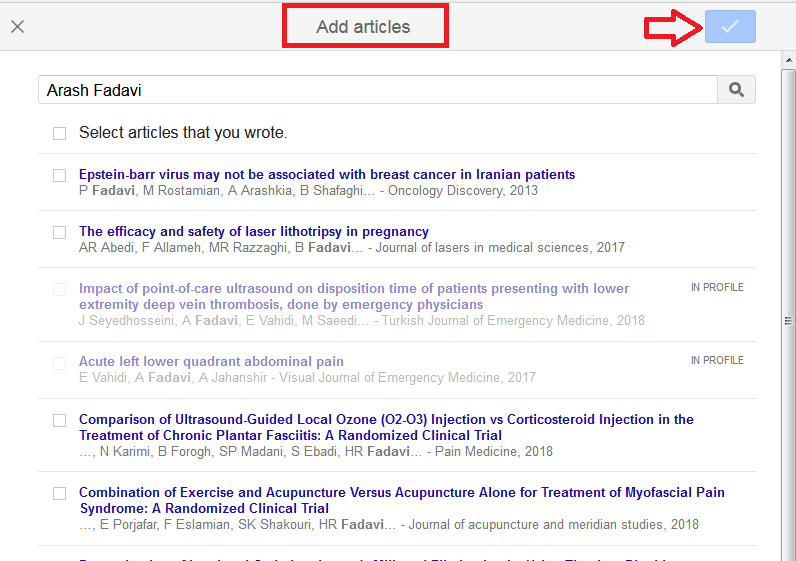 Add articles
Arash Fadavi
Select articles that you wrote.
Epstein-barr virus may not be associated with breast cancer in Iranian patients
P Fadavi, M Rostamian, A Arashkia, B Shafaghi... - Oncology Discovery, 2013
The efficacy and safety of laser lithotripsy in pregnancy
AR Abedi, F Allameh, MR Razzaghi, B Fadavi... - Journal of lasers in medical sciences, 2017
Impact of point-of-care ultrasound on disposition time of patients presenting with lower
IN PROFILE
extremity deep vein thrombosis, done by emergency physicians
J Seyedhosseini, A Fadavi, E Vahidi, M Saeedi... - Turkish Journal of Emergency Medicine, 2018
Acute left lower quadrant abdominal pain
IN PROFILE
E Vahidi, A Fadavi, A Jahanshir - Visual Journal of Emergency Medicine, 2017
Comparison of Ultrasound-Guided Local Ozone (O2-O3) Injection vs Corticosteroid Injection in the
Treatment of Chronic Plantar Fasciitis: A Randomized Clinical Trial
..., N Karimi, B Forogh, SP Madani, S Ebadi, HR Fadavi... - Pain Medicine, 2018
Combination of Exercise and Acupuncture Versus Acupuncture Alone for Treatment of Myofascial Pain
Syndrome: A Randomized Clinical Trial
..., E Porjafar, F Eslamian, SK Shakouri, HR Fadavi... - Journal of acupuncture and meridian studies, 2018